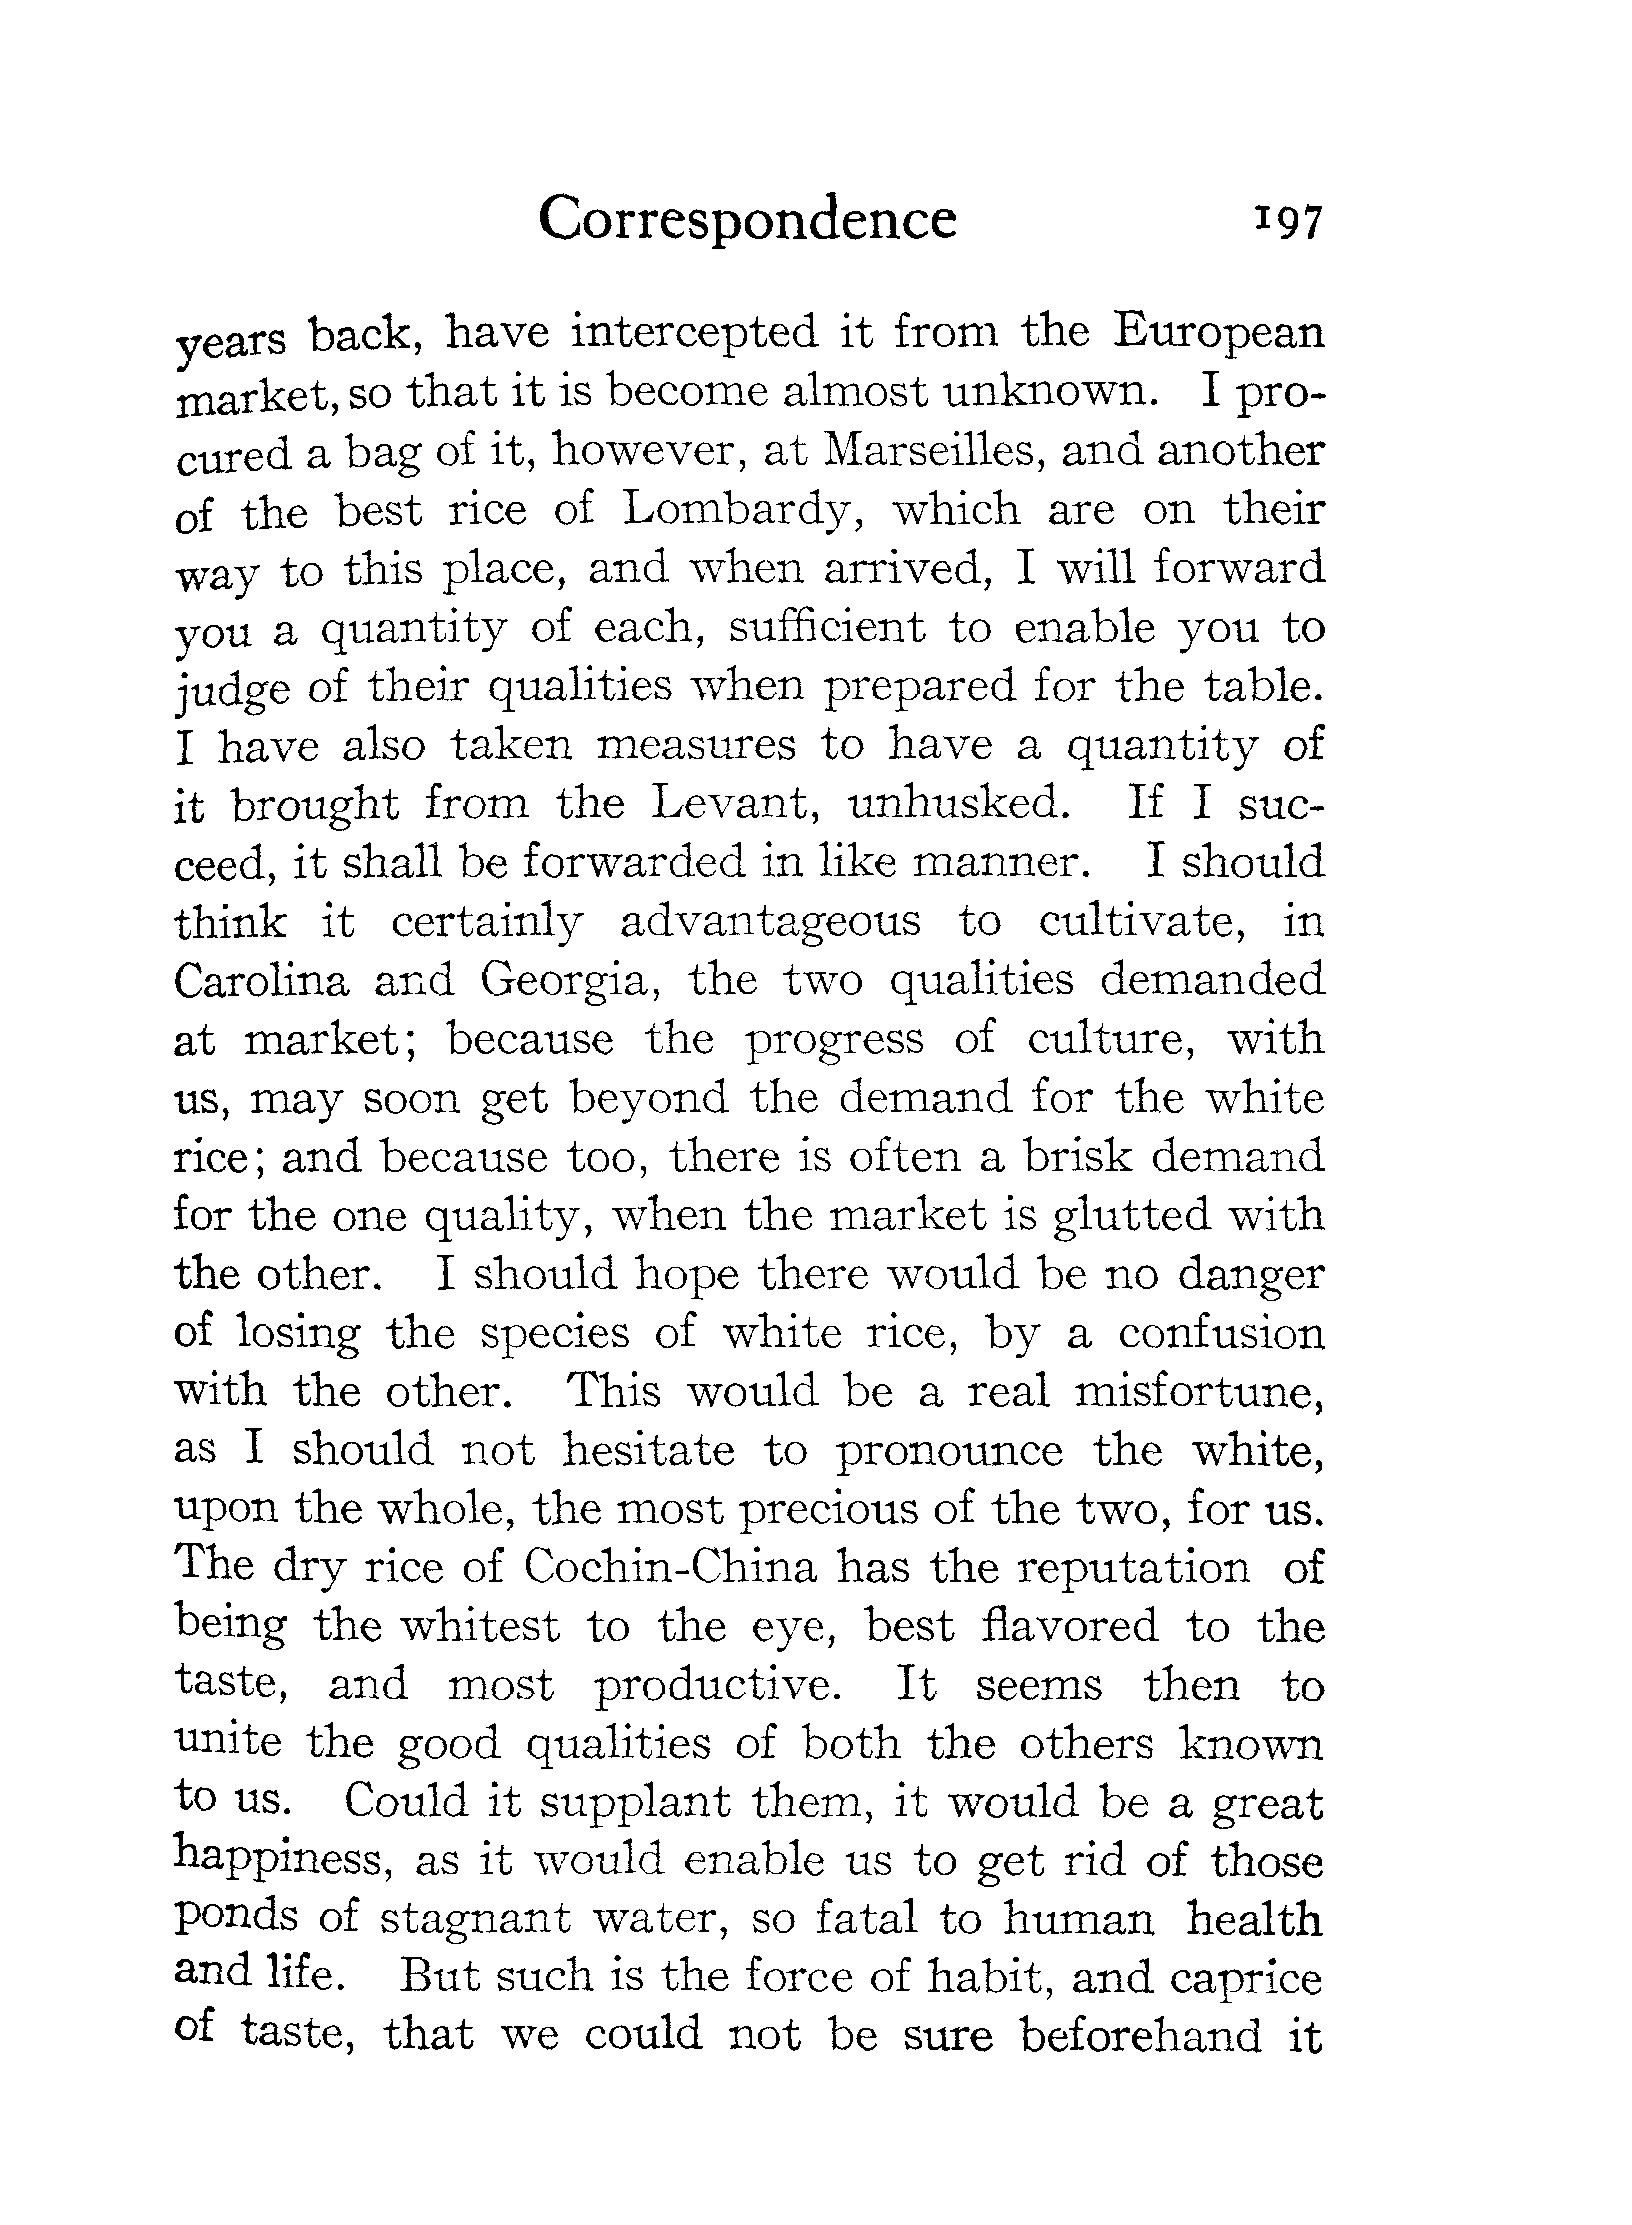 Correspondence 197
years back, have intercepted it from the European
market, so that it is become almost unknown. I pro-
cured a bag of it, however, at Marseilles, and another
of the best rice of Lombardy, which are on their
way to this place, and when arrived, I will forward
you a quantity of each, sufficient to enable you to
judge of their qualities when prepared for the table.
I have also taken measures to have a quantity of
it brought from the Levant, unhusked. If I suc-
ceed, it shall be forwarded in like manner. I should
think it certainly advantageous to cultivate, in
Carolina and Georgia, the two qualities demanded
at market; because the progress of culture, with
us, may soon get beyond the demand for the white
rice; and because too, there is often a brisk demand
for the one quality, when the market is glutted with
the other. I should hope there would be no danger
of losing the species of white rice, by a confusion
with the other. This would be a real misfortune,
as I should not hesitate to pronounce the white,
upon the whole, the most precious of the two, for us.
The dry rice of Cochin-China has the reputation of
being the whitest to the eye, best flavored to the
taste, and most productive. It seems then to
unite the good qualities of both the others known
to us. Could it supplant them, it would be a great
happiness, as it would enable us to get rid of those
ponds of stagnant water, so fatal to human health
and life. But such is the force of habit, and caprice
of taste, that we could not be sure beforehand it